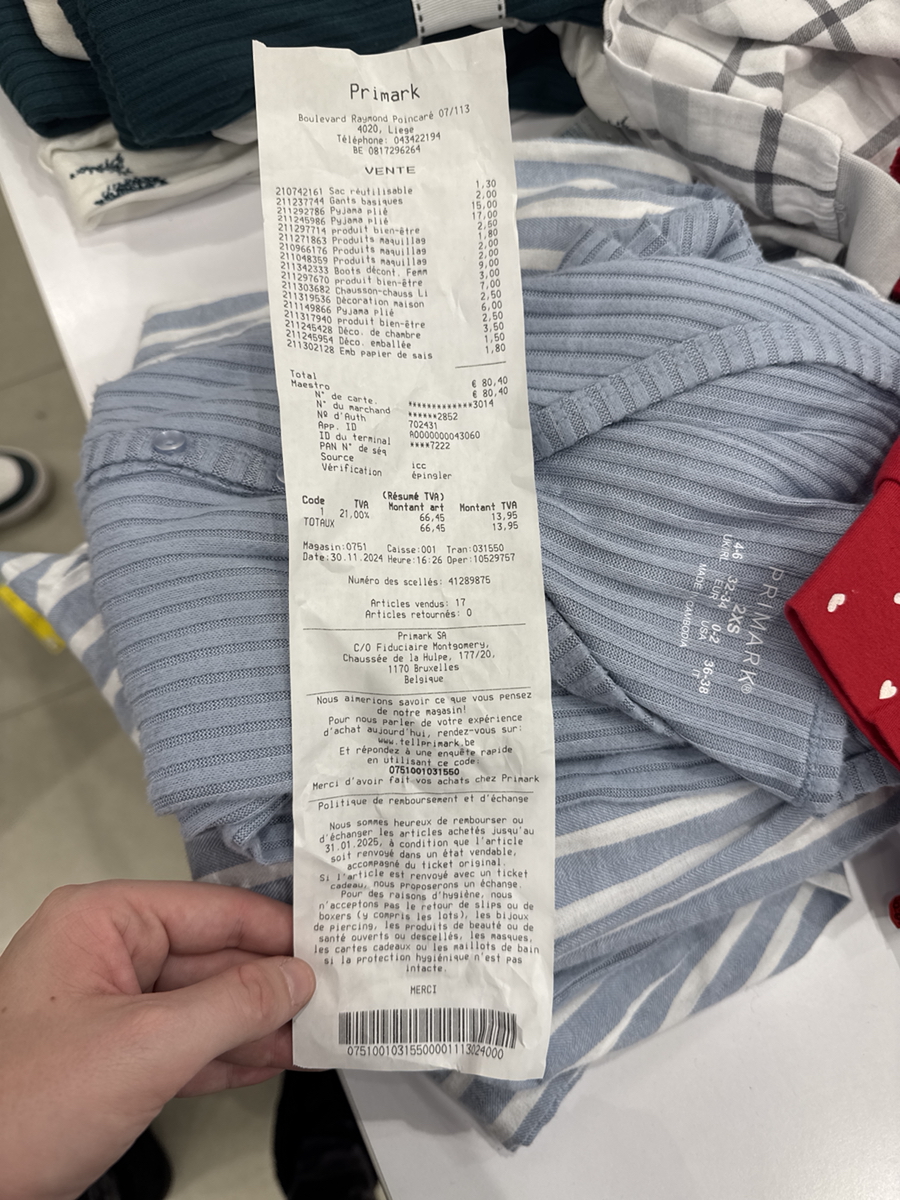 Primark
Boulevard Raymond Poincaré 07/113
4020, Liege
Téléphone: 043422194
BE 0817296264
VENTE
210742161 Sac réutilisable 1,30
211237744 Gants basiques 2,00
211292786 Pyjama plié 15,00
211245986 Pyjama plié 17,00
211297714 produit bien-être 2,50
211271863 Produits maquillag 1,80
210966176 Produits maquillag 2,00
211048359 Produits maquillag 2,00
211342333 Boots décont. Femm 9,00
211297670 produit bien-être 3,00
211303682 Chausson-chauss Li 7,00
211319536 Décoration maison 2,50
211149866 Pyjama plié 6,00
211317940 produit bien-être 2,50
211245428 Déco. de chambre 3,50
211245954 Déco. emballée 1,50
211302128 Emb papier de sais 1,80
Total € 80,40
Maestro € 80,40
N° de carte. ************3014
N° du marchand ******2852
Nº d'Auth 702431
App. ID A0000000043060
ID du terminal ****7222
PAN N° de séq
Source icc
Vérification épingler
(Résumé TVA)
Code TVA Montant art Montant TVA
1 21,00% 66,45 13,95
TOTAUX 66,45 13,95
Magasin:0751 Caisse:001 Tran:031550
Date:30.11.2024 Heure:16:26 Oper:10529757
Numéro des scellés: 41289875
Articles vendus: 17
Articles retournés: 0
Primark SA
C/O Fiduciaire Montgomery,
Chaussée de la Hulpe, 177/20,
1170 Bruxelles
Belgique
Nous aimerions savoir ce que vous pensez
de notre magasin!
Pour nous parler de votre expérience
d'achat aujourd'hui, rendez-vous sur:
www.tellprimark.be
Et répondez à une enquête rapide
en utilisant ce code:
0751001031550
Merci d'avoir fait vos achats chez Primark
Politique de remboursement et d'échange
Nous sommes heureux de rembourser ou
d'échanger les articles achetés jusqu'au
31.01.2025, à condition que l'article
soit renvoyé dans un état vendable,
accompagné du ticket original.
Si l'article est renvoyé avec un ticket
cadeau, nous proposerons un échange.
Pour des raisons d'hygiène, nous
n'acceptons pas le retour de slips ou de
boxers (y compris les lots), les bijoux
de piercing, les produits de beauté ou de
santé ouverts ou descellés, les masques,
les cartes cadeaux ou les maillots de bain
si la protection hygiénique n'est pas
intacte.
MERCI
07510010315500001113024000
PRIMARK®
4-6 32-34 2XS 0-2 36-38
UK/IRL EUR USA IT
MADE CAMBODIA